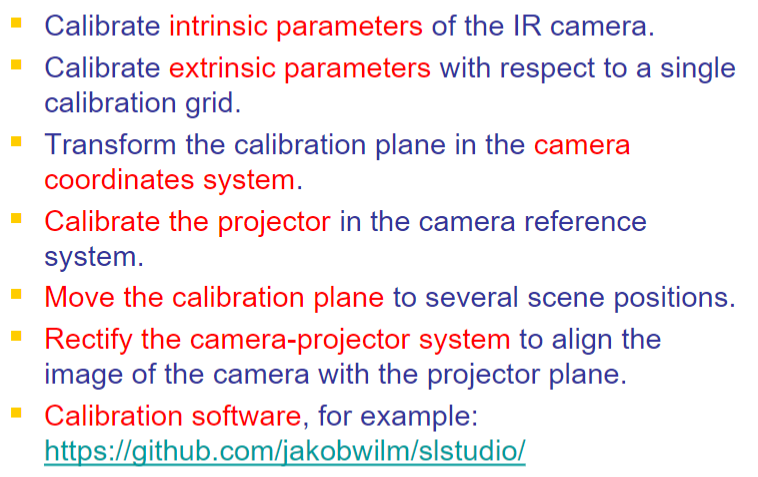 Calibrate intrinsic parameters of the IR camera.
Calibrate extrinsic parameters with respect to a single
calibration grid.
Transform the calibration plane in the camera
coordinates system.
Calibrate the projector in the camera reference
system.
Move the calibration plane to several scene positions.
Rectify the camera-projector system to align the
image of the camera with the projector plane.
Calibration software, for example:
https://github.com/jakobwilm/slstudio/